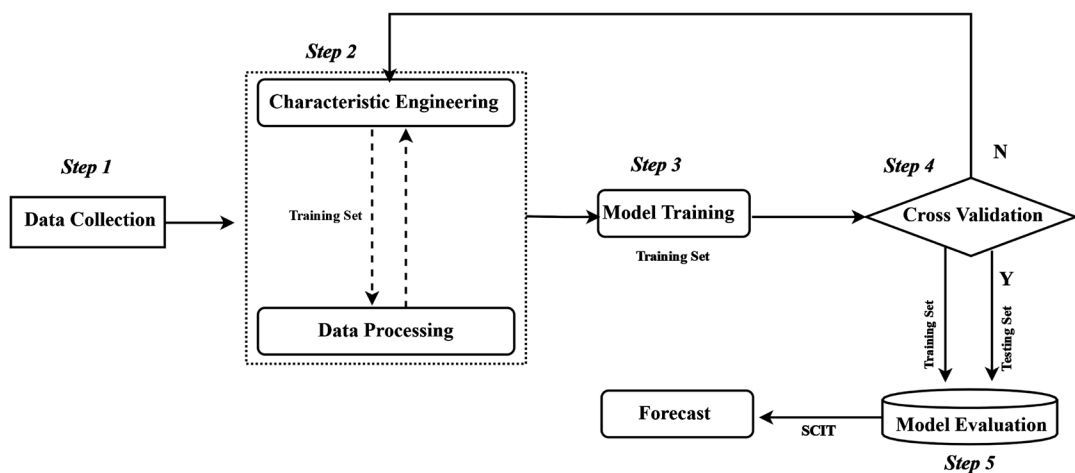 Step 1
Data Collection
Step 2
Characteristic Engineering
Training Set
Data Processing
Step 3
Model Training
Training Set
Step 4
N
Cross Validation
Y
Training Set
Testing Set
Model Evaluation
Step 5
SCIT
Forecast